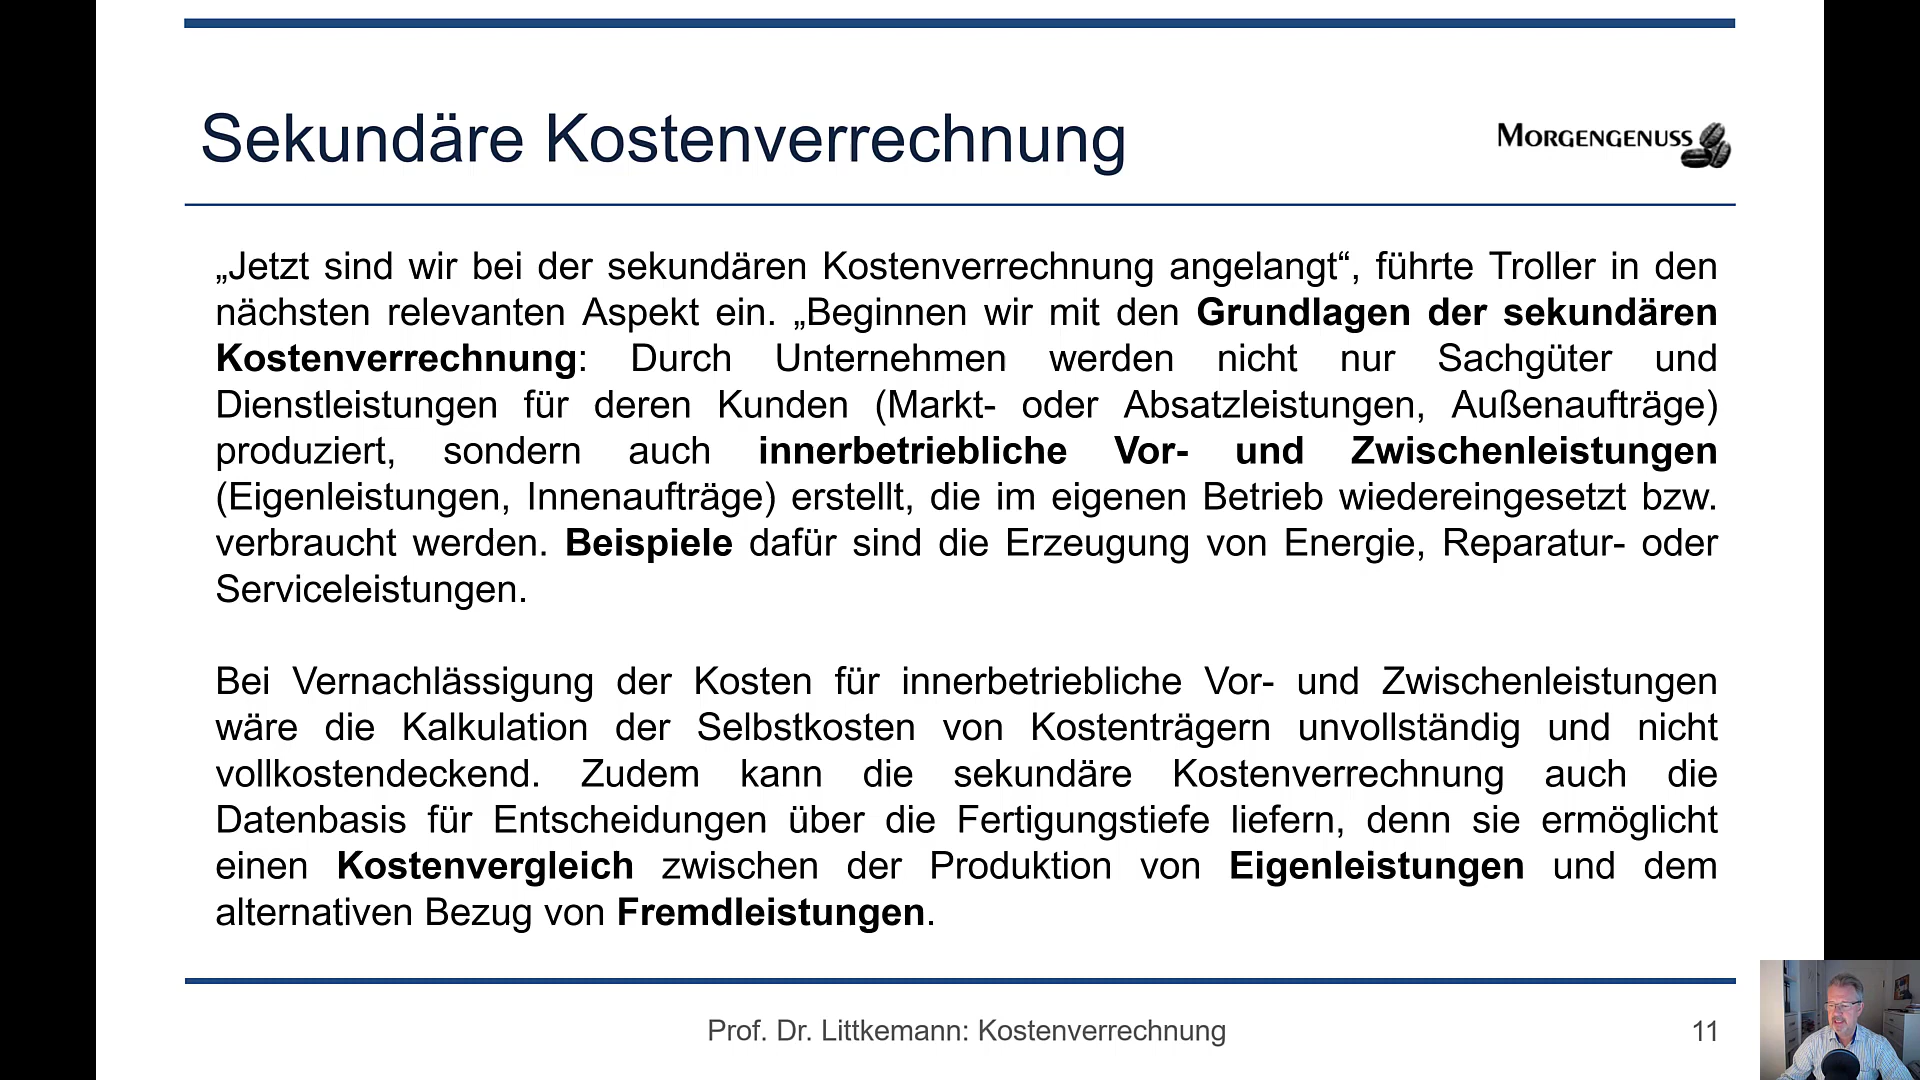 Sekundäre Kostenverrechnung
MORGENGENUSS
„Jetzt sind wir bei der sekundären Kostenverrechnung angelangt“, führte Troller in den
nächsten relevanten Aspekt ein. „Beginnen wir mit den Grundlagen der sekundären
Kostenverrechnung: Durch Unternehmen werden nicht nur Sachgüter und
Dienstleistungen für deren Kunden (Markt- oder Absatzleistungen, Außenaufträge)
produziert, sondern auch innerbetriebliche Vor- und Zwischenleistungen
(Eigenleistungen, Innenaufträge) erstellt, die im eigenen Betrieb wiedereingesetzt bzw.
verbraucht werden. Beispiele dafür sind die Erzeugung von Energie, Reparatur- oder
Serviceleistungen.
Bei Vernachlässigung der Kosten für innerbetriebliche Vor- und Zwischenleistungen
wäre die Kalkulation der Selbstkosten von Kostenträgern unvollständig und nicht
vollkostendeckend. Zudem kann die sekundäre Kostenverrechnung auch die
Datenbasis für Entscheidungen über die Fertigungstiefe liefern, denn sie ermöglicht
einen Kostenvergleich zwischen der Produktion von Eigenleistungen und dem
alternativen Bezug von Fremdleistungen.
Prof. Dr. Littkemann: Kostenverrechnung
11